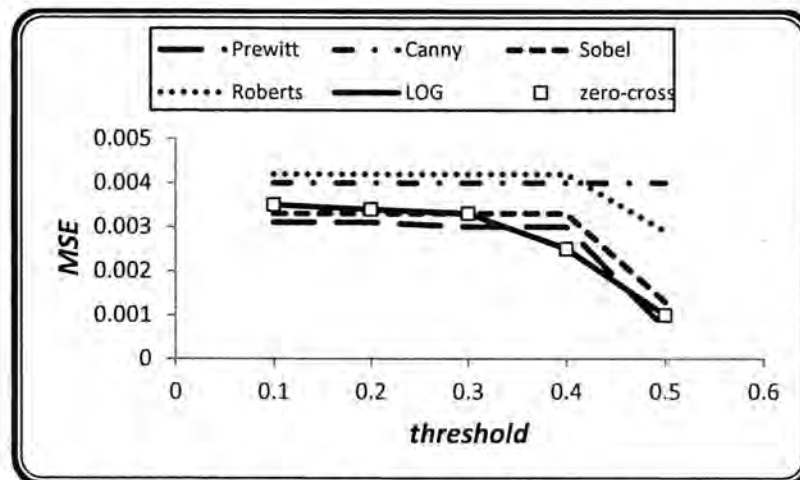 Prewitt Canny Sobel
Roberts LOG zero-cross
0.005
0.004
0.003
0.002
0.001
0
MSE
0 0.1 0.2 0.3 0.4 0.5 0.6
threshold